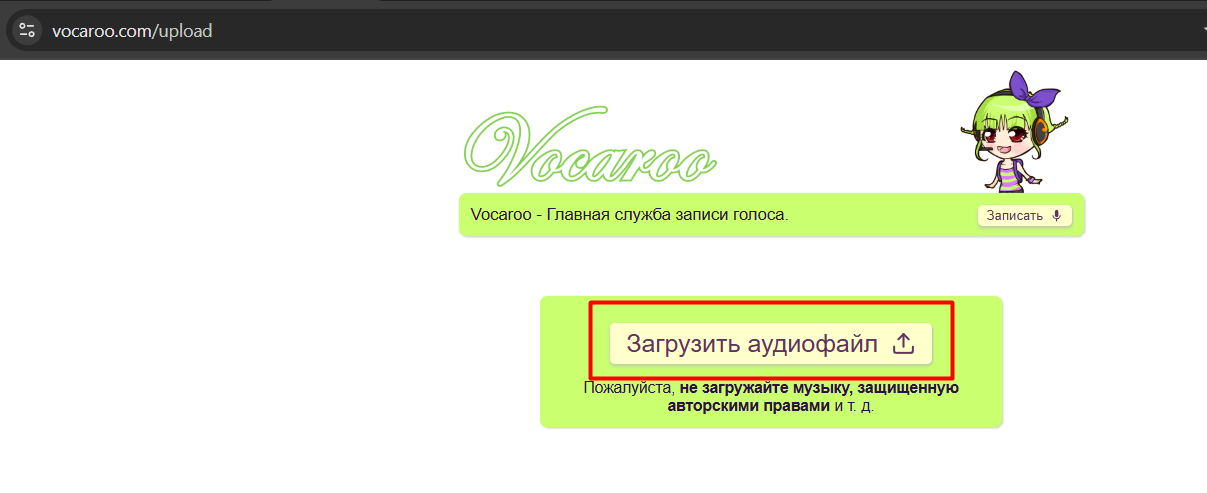 vocaroo.com/upload
Vocaroo
Vocaroo - Главная служба записи голоса.
Записать
Загрузить аудиофайл
Пожалуйста, не загружайте музыку, защищенную
авторскими правами и т. д.